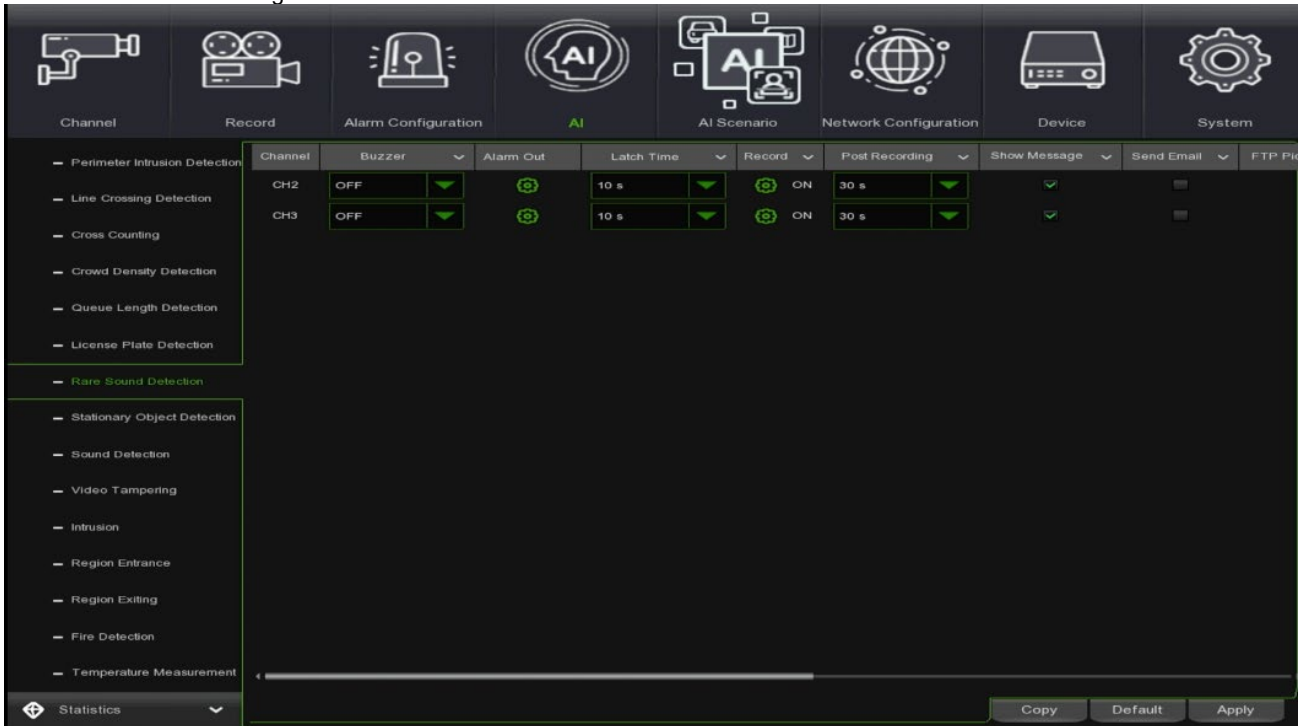 Channel
Record
Alarm Configuration
AI
AI
AI Scenario
Network Configuration
Device
System
Perimeter Intrusion Detection
Line Crossing Detection
Cross Counting
Crowd Density Detection
Queue Length Detection
License Plate Detection
Rare Sound Detection
Stationary Object Detection
Sound Detection
Video Tampering
Intrusion
Region Entrance
Region Exiting
Fire Detection
Temperature Measurement
Statistics
Channel Buzzer Alarm Out Latch Time Record Post Recording Show Message Send Email FTP Pic
CH2 OFF 10 s ON 30 s
CH3 OFF 10 s ON 30 s
Copy Default Apply